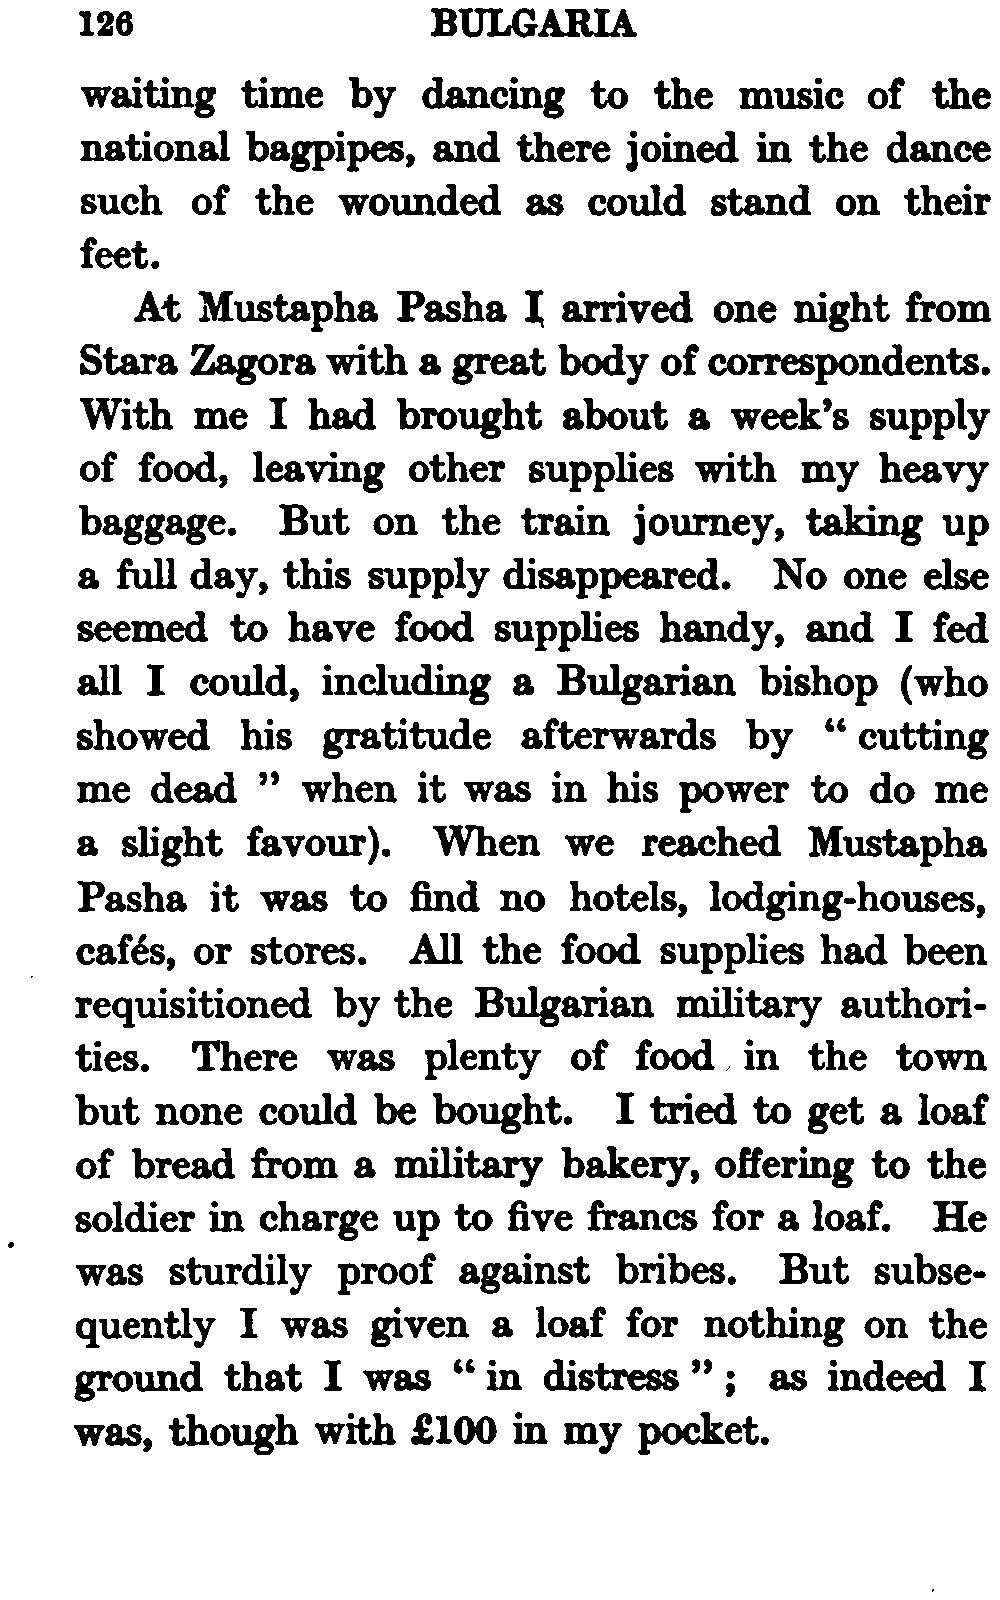 126 BULGARIA
waiting time by dancing to the music of the
national bagpipes, and there joined in the dance
such of the wounded as could stand on their
feet.
At Mustapha Pasha I arrived one night from
Stara Zagora with a great body of correspondents.
With me I had brought about a week's supply
of food, leaving other supplies with my heavy
baggage. But on the train journey, taking up
a full day, this supply disappeared. No one else
seemed to have food supplies handy, and I fed
all I could, including a Bulgarian bishop (who
showed his gratitude afterwards by “ cutting
me dead ” when it was in his power to do me
a slight favour). When we reached Mustapha
Pasha it was to find no hotels, lodging-houses,
cafés, or stores. All the food supplies had been
requisitioned by the Bulgarian military authori-
ties. There was plenty of food in the town
but none could be bought. I tried to get a loaf
of bread from a military bakery, offering to the
soldier in charge up to five francs for a loaf. He
was sturdily proof against bribes. But subse-
quently I was given a loaf for nothing on the
ground that I was “ in distress ” ; as indeed I
was, though with £100 in my pocket.